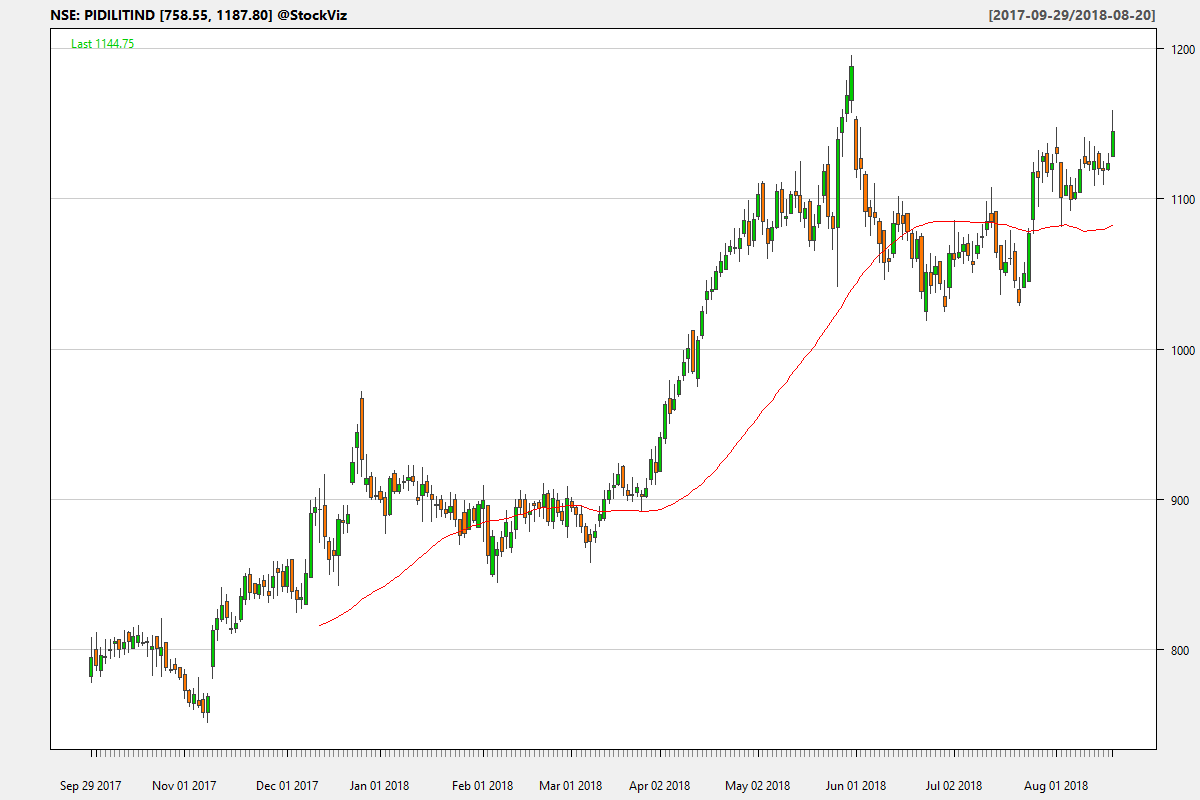 NSE: PIDILITIND [758.55, 1187.80] @StockViz [2017-09-29/2018-08-20]
Last 1144.75
1200
1100
1000
900
800
Sep 29 2017 Nov 01 2017 Dec 01 2017 Jan 01 2018 Feb 01 2018 Mar 01 2018 Apr 02 2018 May 02 2018 Jun 01 2018 Jul 02 2018 Aug 01 2018